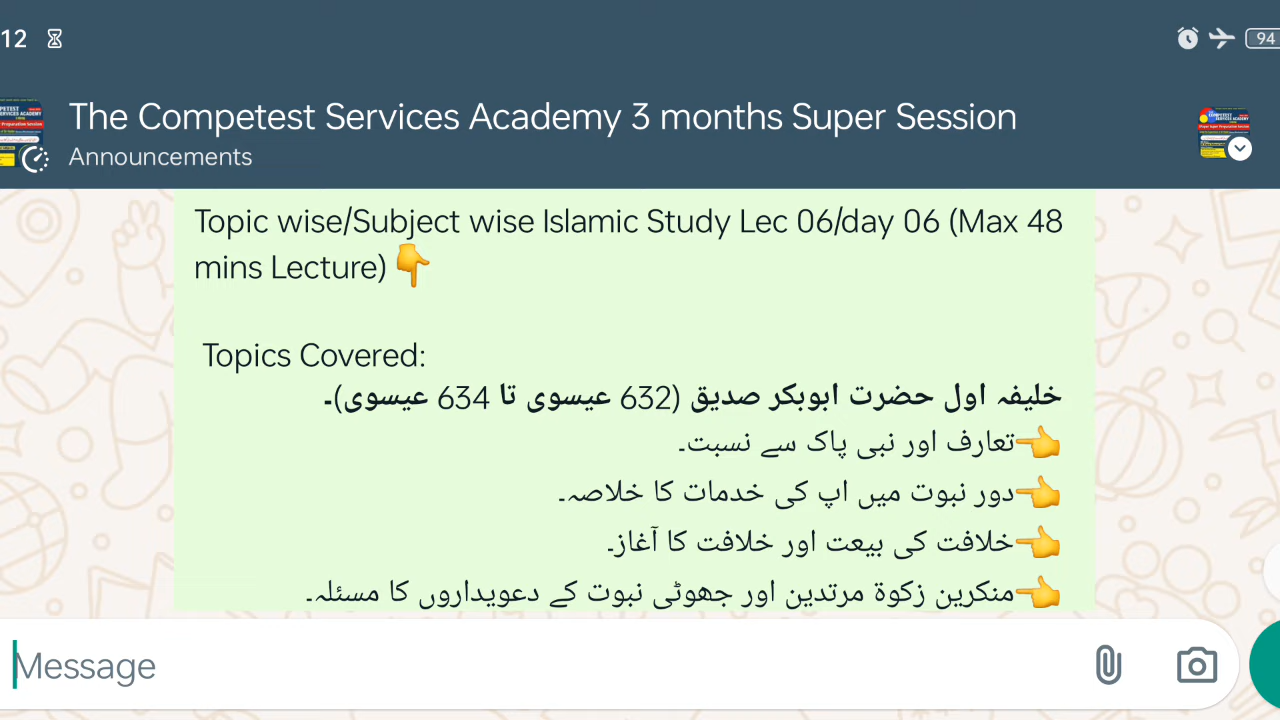 12
94
The Competest Services Academy 3 months Super Session
Announcements
Topic wise/Subject wise Islamic Study Lec 06/day 06 (Max 48
mins Lecture)👇
Topics Covered:
خلیفہ اول حضرت ابوبکر صدیق (632 عیسوی تا 634 عیسوی)۔
👈تعارف اور نبی پاک سے نسبت۔
👈دور نبوت میں اپ کی خدمات کا خلاصہ۔
👈خلافت کی بیعت اور خلافت کا آغاز۔
👈منکرین زکوة مرتدین اور جھوٹی نبوت کے دعویداروں کا مسئلہ۔
Message